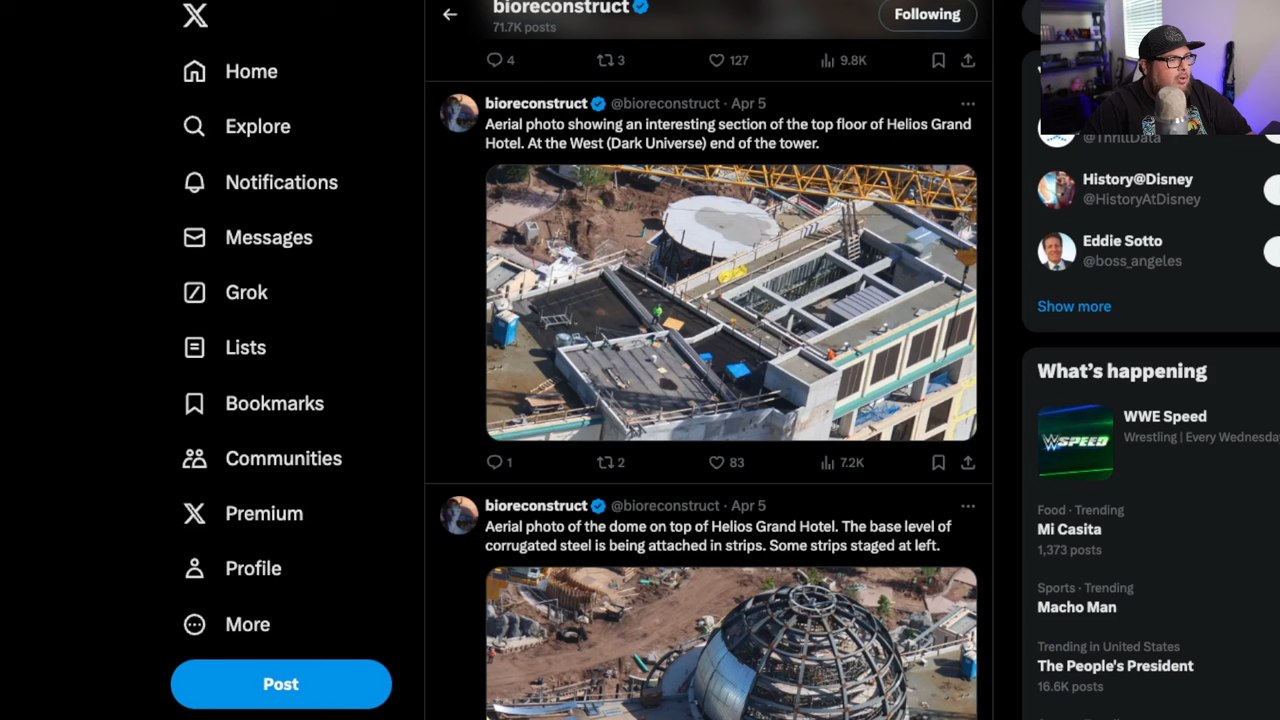 Home
Explore
Notifications
Messages
Grok
Lists
Bookmarks
Communities
Premium
Profile
More
Post
bioreconstruct
71.7K posts
Following
4 3 127 9.8K
bioreconstruct @bioreconstruct · Apr 5
Aerial photo showing an interesting section of the top floor of Helios Grand
Hotel. At the West (Dark Universe) end of the tower.
1 2 83 7.2K
bioreconstruct @bioreconstruct · Apr 5
Aerial photo of the dome on top of Helios Grand Hotel. The base level of
corrugated steel is being attached in strips. Some strips staged at left.
@ThrillData
History@Disney
@HistoryAtDisney
Eddie Sotto
@boss_angeles
Show more
What's happening
WSPEED
WWE Speed
Wrestling | Every Wednesda
Food · Trending
Mi Casita
1,373 posts
Sports · Trending
Macho Man
Trending in United States
The People's President
16.6K posts